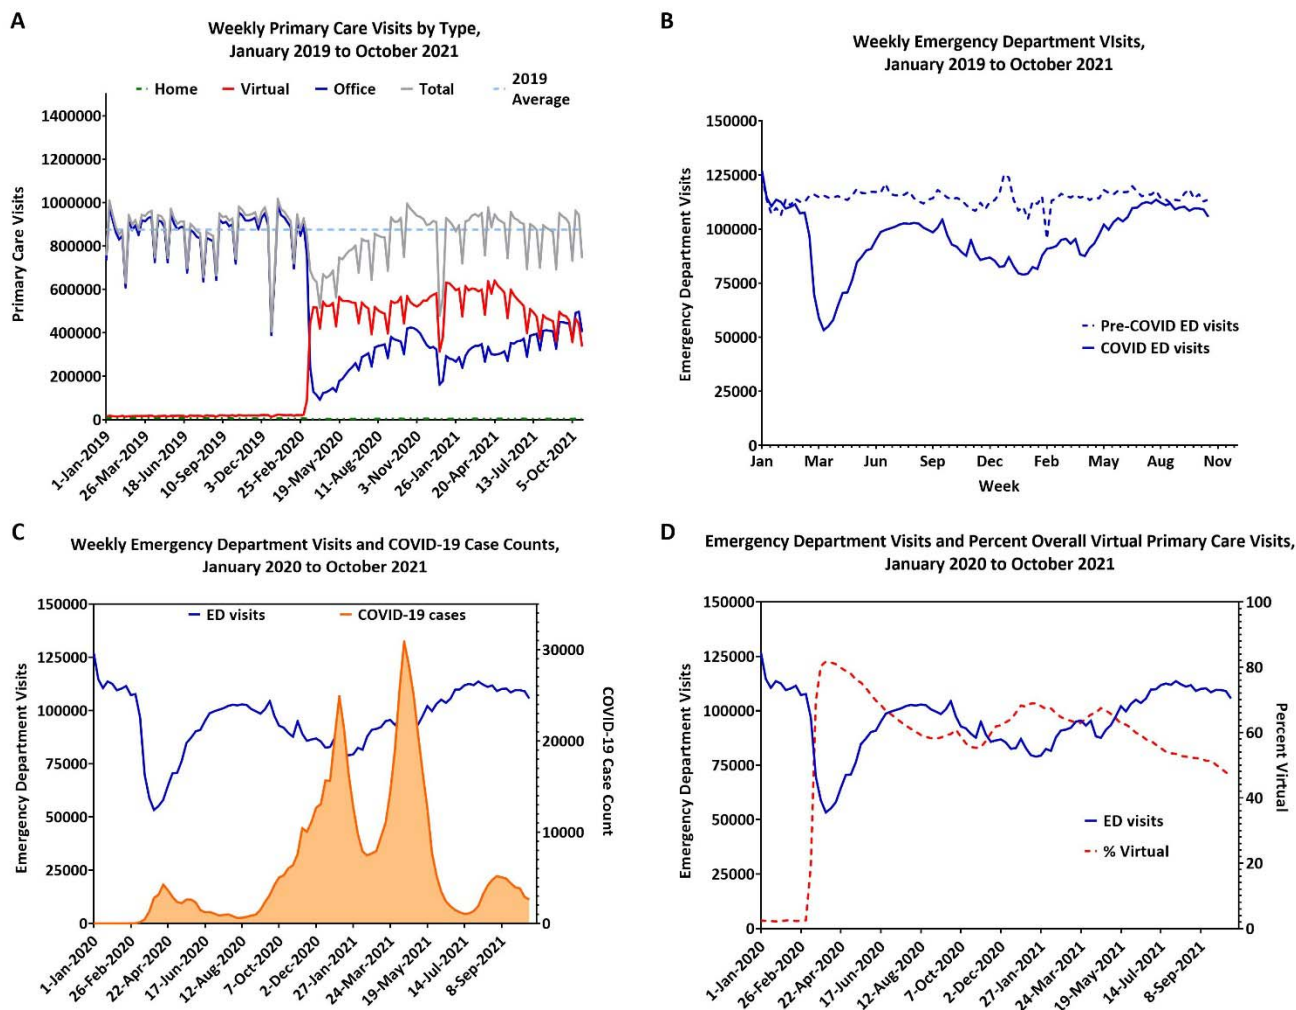 A
Weekly Primary Care Visits by Type,
January 2019 to October 2021
Home
Virtual
Office
Total
2019
Average
Primary Care Visits
1400000
1200000
1000000
800000
600000
400000
200000
0
1-Jan-2019
26-Mar-2019
18-Jun-2019
10-Sep-2019
3-Dec-2019
25-Feb-2020
19-May-2020
11-Aug-2020
3-Nov-2020
26-Jan-2021
20-Apr-2021
13-Jul-2021
5-Oct-2021
B
Weekly Emergency Department VIsits,
January 2019 to October 2021
Emergency Department Visits
150000
125000
100000
75000
50000
25000
0
Pre-COVID ED visits
COVID ED visits
Jan
Mar
Jun
Sep
Dec
Feb
May
Aug
Nov
Week
C
Weekly Emergency Department Visits and COVID-19 Case Counts,
January 2020 to October 2021
ED visits
COVID-19 cases
Emergency Department Visits
150000
125000
100000
75000
50000
25000
0
30000
20000
10000
0
COVID-19 Case Count
1-Jan-2020
26-Feb-2020
22-Apr-2020
17-Jun-2020
12-Aug-2020
7-Oct-2020
2-Dec-2020
27-Jan-2021
24-Mar-2021
19-May-2021
14-Jul-2021
8-Sep-2021
D
Emergency Department Visits and Percent Overall Virtual Primary Care Visits,
January 2020 to October 2021
Emergency Department Visits
150000
125000
100000
75000
50000
25000
0
100
80
60
40
20
0
Percent Virtual
ED visits
% Virtual
1-Jan-2020
26-Feb-2020
22-Apr-2020
17-Jun-2020
12-Aug-2020
7-Oct-2020
2-Dec-2020
27-Jan-2021
24-Mar-2021
19-May-2021
14-Jul-2021
8-Sep-2021